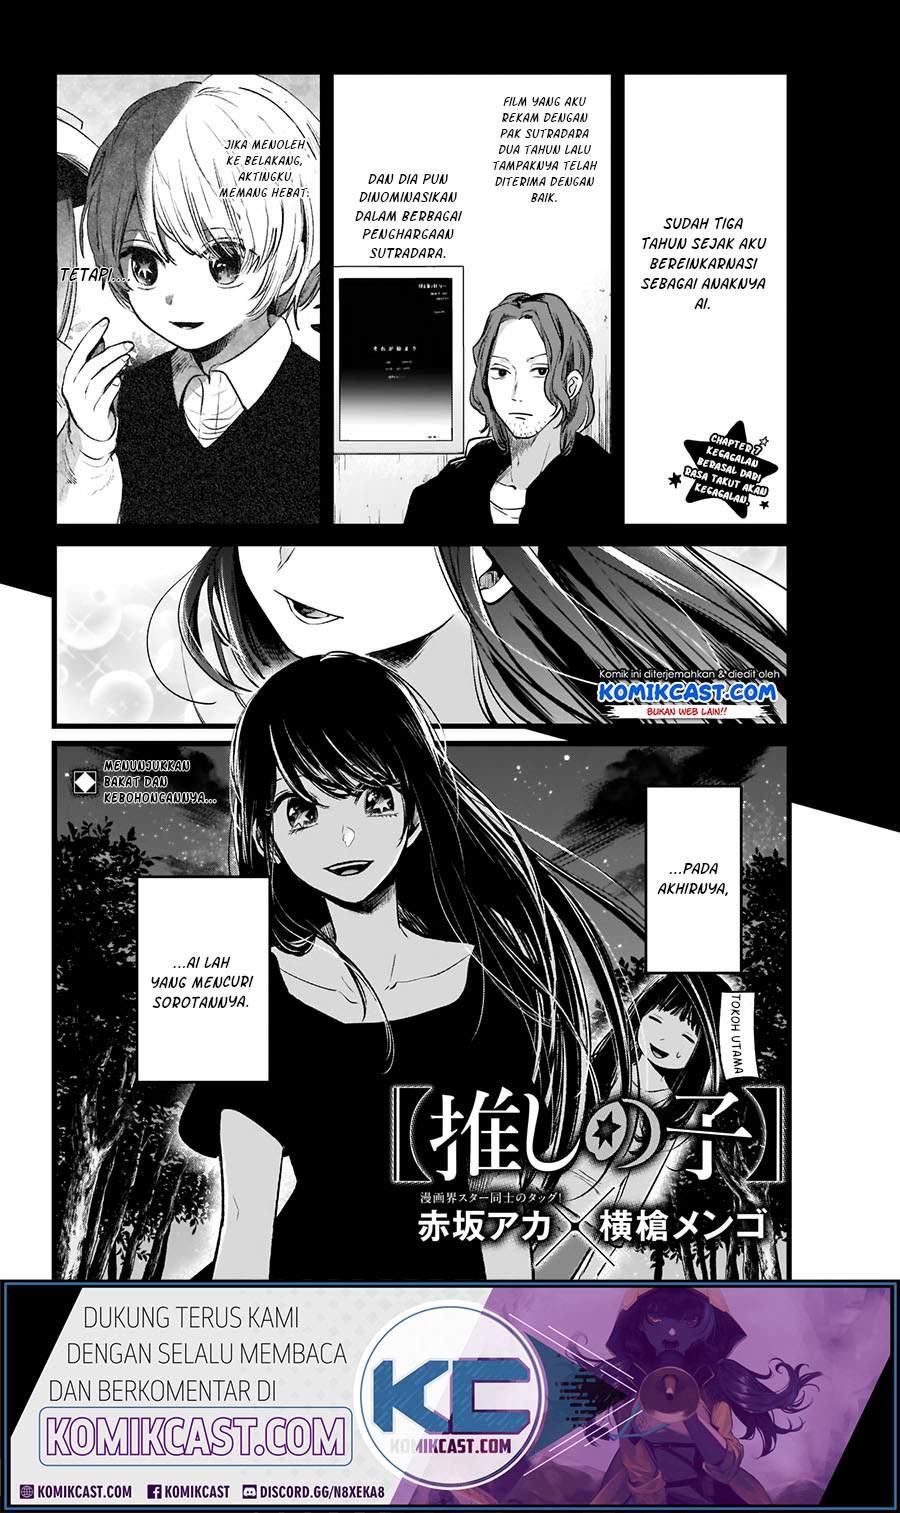 SUDAH TIGA
TAHUN SEJAK AKU
BEREINKARNASI
SEBAGAI ANAKNYA
AI.
CHAPTER 7
KEGAGALAN
BERASAL DARI
RASA TAKUT AKAN
KEGAGALAN.
FILM YANG AKU
REKAM DENGAN
PAK SUTRADARA
DUA TAHUN LALU
TAMPAKNYA TELAH
DITERIMA DENGAN
BAIK.
DAN DIA PUN
DINOMINASIKAN
DALAM BERBAGAI
PENGHARGAAN
SUTRADARA.
それが始まり
JIKA MENOLEH
KE BELAKANG,
AKTINGKU
MEMANG HEBAT.
TETAPI....
Komik ini diterjemahkan & diedit oleh
KOMIKCAST.COM
BUKAN WEB LAIN!!
MENUNJUKKAN
BAKAT DAN
KEBOHONGANNYA...
...PADA
AKHIRNYA,
...AI LAH
YANG MENCURI
SOROTANNYA.
TOKOH UTAMA
【推しの子】
漫画界スター同士のタッグ!
赤坂アカ×横槍メンゴ
DUKUNG TERUS KAMI
DENGAN SELALU MEMBACA
DAN BERKOMENTAR DI
KOMIKCAST.COM
KOMIKCAST.COM
KOMIKCAST
DISCORD.GG/N8XEKA8
KC
KOMIKCAST.COM